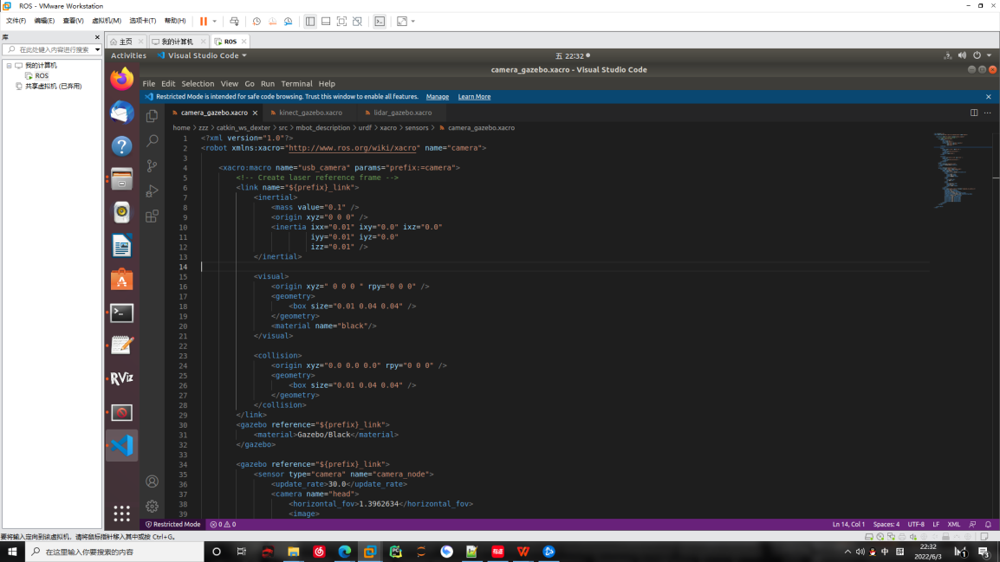 ROS - VMware Workstation
文件(F) 编辑(E) 查看(V) 虚拟机(M) 选项卡(T) 帮助(H)
库
在此处键入内容进行搜索
我的计算机
ROS
共享虚拟机 (已弃用)
主页 我的计算机 ROS
Activities Visual Studio Code 五 22:32
camera_gazebo.xacro - Visual Studio Code
File Edit Selection View Go Run Terminal Help
Restricted Mode is intended for safe code browsing. Trust this window to enable all features. Manage Learn More
camera_gazebo.xacro kinect_gazebo.xacro lidar_gazebo.xacro
home > zzz > catkin_ws_dexter > src > mbot_description > urdf > xacro > sensors > camera_gazebo.xacro
1 <?xml version="1.0"?>
2 <robot xmlns:xacro="http://www.ros.org/wiki/xacro" name="camera">
3
4 <xacro:macro name="usb_camera" params="prefix:=camera">
5 <!-- Create laser reference frame -->
6 <link name="${prefix}_link">
7 <inertial>
8 <mass value="0.1" />
9 <origin xyz="0 0 0" />
10 <inertia ixx="0.01" ixy="0.0" ixz="0.0"
11 iyy="0.01" iyz="0.0"
12 izz="0.01" />
13 </inertial>
14
15 <visual>
16 <origin xyz=" 0 0 0 " rpy="0 0 0" />
17 <geometry>
18 <box size="0.01 0.04 0.04" />
19 </geometry>
20 <material name="black"/>
21 </visual>
22
23 <collision>
24 <origin xyz="0.0 0.0 0.0" rpy="0 0 0" />
25 <geometry>
26 <box size="0.01 0.04 0.04" />
27 </geometry>
28 </collision>
29 </link>
30 <gazebo reference="${prefix}_link">
31 <material>Gazebo/Black</material>
32 </gazebo>
33
34 <gazebo reference="${prefix}_link">
35 <sensor type="camera" name="camera_node">
36 <update_rate>30.0</update_rate>
37 <camera name="head">
38 <horizontal_fov>1.3962634</horizontal_fov>
39 <image>
RViz
Restricted Mode 0 0 Ln 14, Col 1 Spaces: 4 UTF-8 LF XML
要将输入定向到该虚拟机，请将鼠标指针移入其中或按 Ctrl+G。
在这里输入你要搜索的内容
中
22:32
2022/6/3